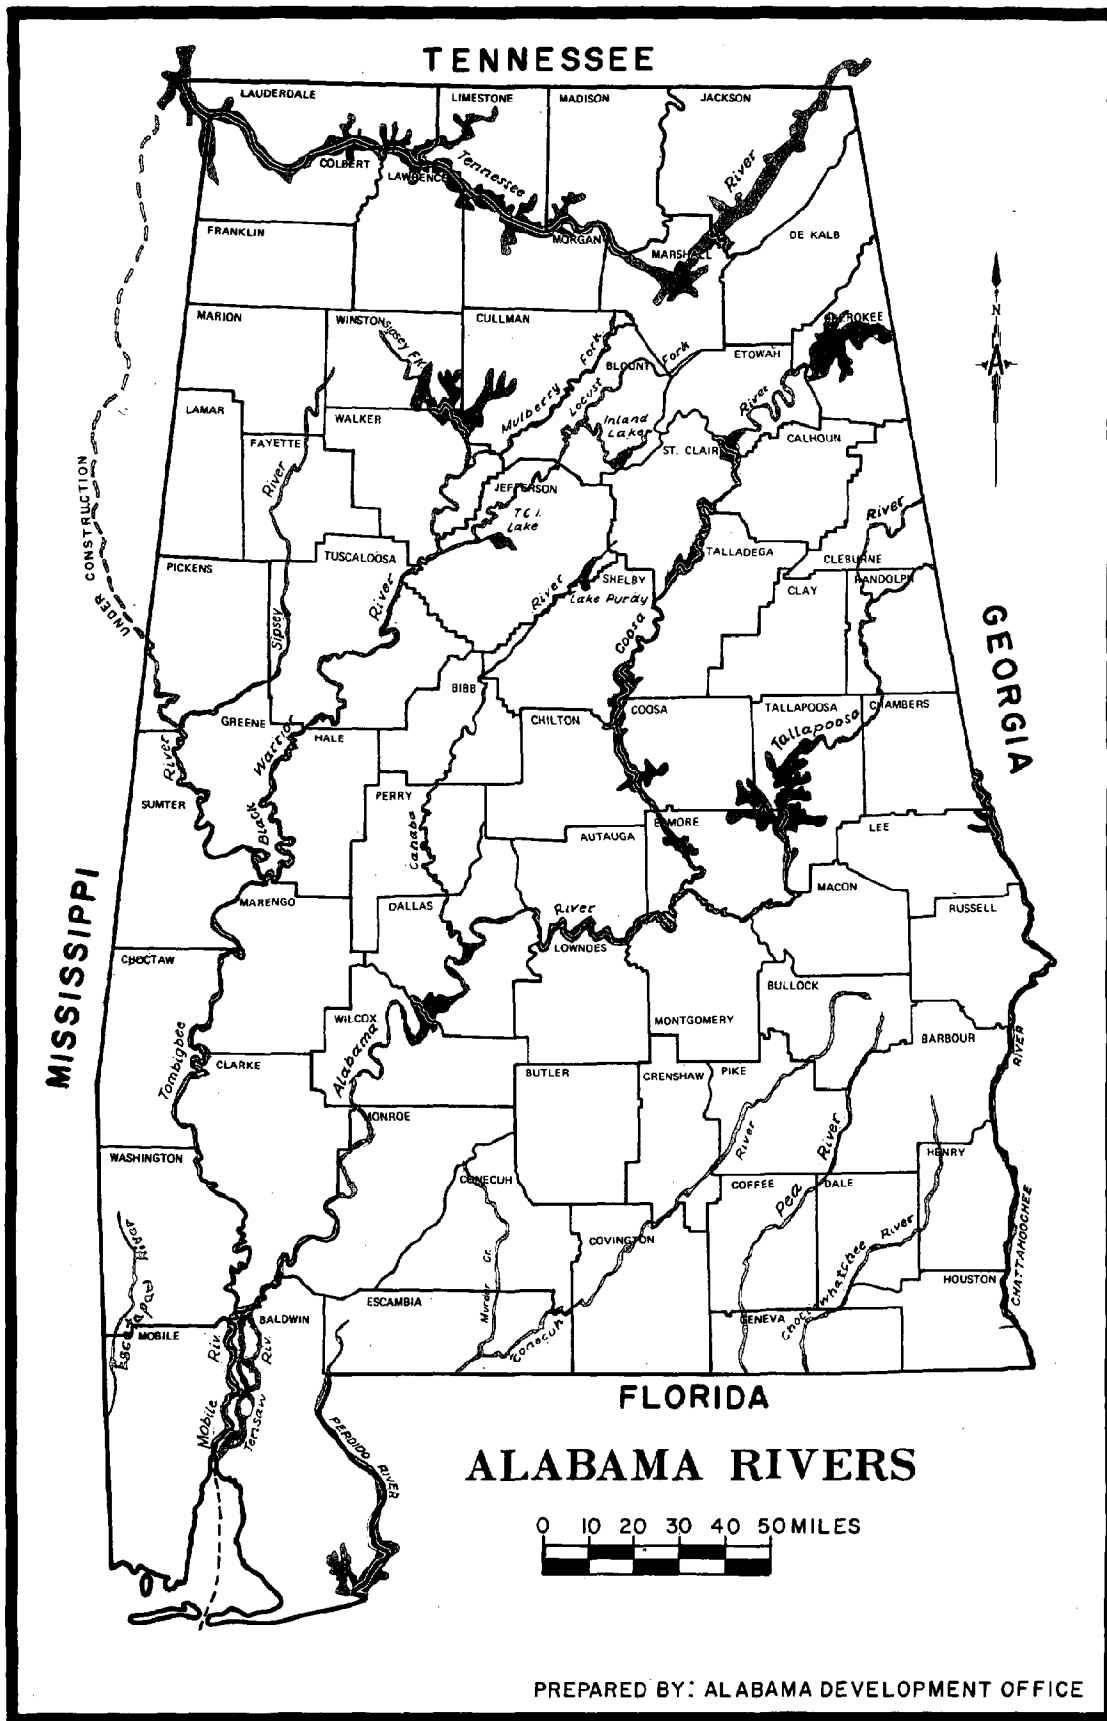 TENNESSEE
LAUDERDALE
LIMESTONE
MADISON
JACKSON
COLBERT
LAWRENCE
Tennessee
River
FRANKLIN
MORGAN
MARSHALL
DE KALB
N
A
MARION
WINSTON
Sipsey Fk
CULLMAN
CHEROKEE
Mulberry Fork
BLOUNT
Locust Fork
ETOWAH
River
LAMAR
WALKER
Inland
Lake
FAYETTE
River
ST. CLAIR
CALHOUN
UNDER CONSTRUCTION
JEFFERSON
T.C.I.
Lake
River
TUSCALOOSA
TALLADEGA
CLEBURNE
PICKENS
River
River
SHELBY
Lake Purdy
CLAY
RANDOLPH
Sipsey
Coosa
GEORGIA
BIBB
GREENE
HALE
CHILTON
COOSA
TALLAPOOSA
CHAMBERS
Tallapoosa
River
Warrior
SUMTER
PERRY
Black
Cahaba
AUTAUGA
ELMORE
LEE
MISSISSIPPI
MARENGO
DALLAS
River
MACON
RUSSELL
CHOCTAW
LOWNDES
BULLOCK
WILCOX
MONTGOMERY
Tombigbee
Alabama
BARBOUR
RIVER
CLARKE
BUTLER
CRENSHAW
PIKE
MONROE
River
River
WASHINGTON
CONECUH
HENRY
COFFEE
DALE
Pea
CHATTAHOOCHEE
River
Escatapda
COVINGTON
River
Choctawhatchee
Murder Cr.
HOUSTON
ESCAMBIA
BALDWIN
MOBILE
GENEVA
Conecuh
Riv.
Riv.
Mobile
Tensaw
FLORIDA
PERDIDO RIVER
ALABAMA RIVERS
0 10 20 30 40 50 MILES
PREPARED BY: ALABAMA DEVELOPMENT OFFICE